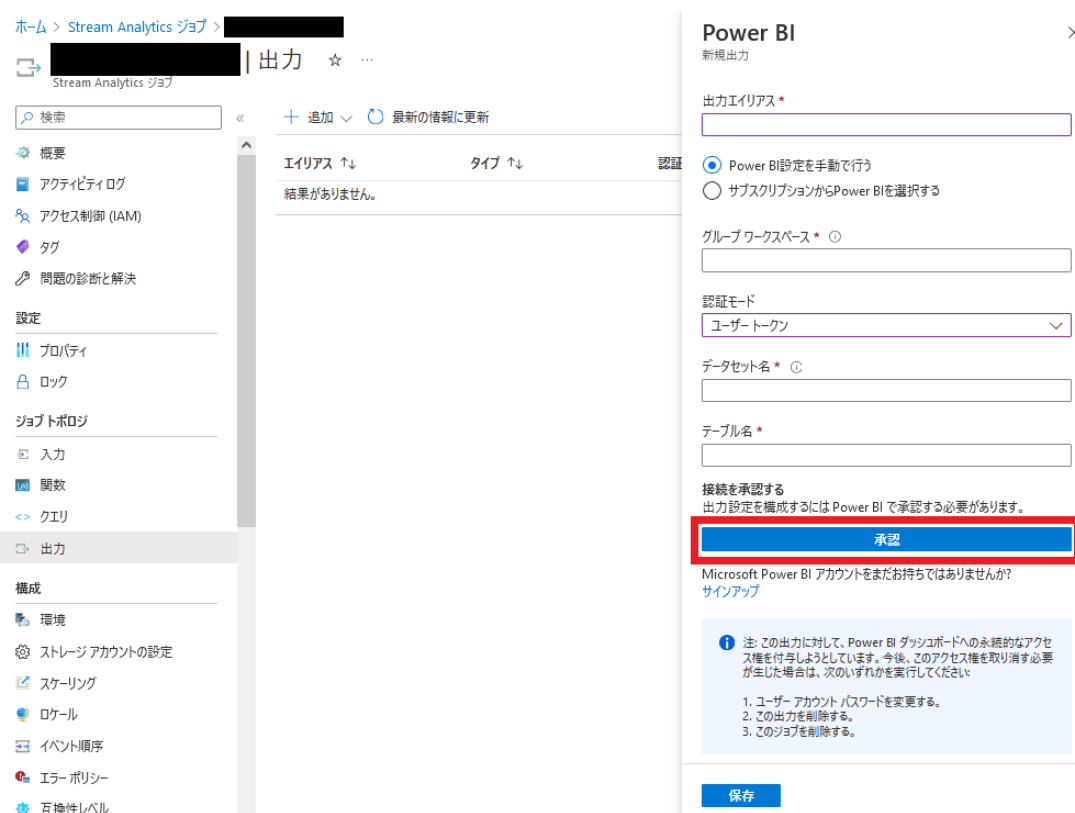 ホーム > Stream Analytics ジョブ >
| 出力 ☆ …
Stream Analytics ジョブ
検索
«
概要
アクティビティ ログ
アクセス制御 (IAM)
タグ
問題の診断と解決
設定
プロパティ
ロック
ジョブ トポロジ
入力
関数
クエリ
出力
構成
環境
ストレージ アカウントの設定
スケーリング
ロケール
イベント順序
エラー ポリシー
互換性レベル
追加
最新の情報に更新
エイリアス ↑↓ タイプ ↑↓ 認証
結果がありません。
Power BI
新規出力
出力エイリアス *
Power BI設定を手動で行う
サブスクリプションからPower BIを選択する
グループ ワークスペース *
認証モード
ユーザー トークン
データセット名 *
テーブル名 *
接続を承認する
出力設定を構成するには Power BI で承認する必要があります。
承認
Microsoft Power BI アカウントをまだお持ちではありませんか?
サインアップ
注: この出力に対して、Power BI ダッシュボードへの永続的なアクセ
ス権を付与しようとしています。今後、このアクセス権を取り消す必要
が生じた場合は、次のいずれかを実行してください:
1. ユーザー アカウント パスワードを変更する。
2. この出力を削除する。
3. このジョブを削除する。
保存